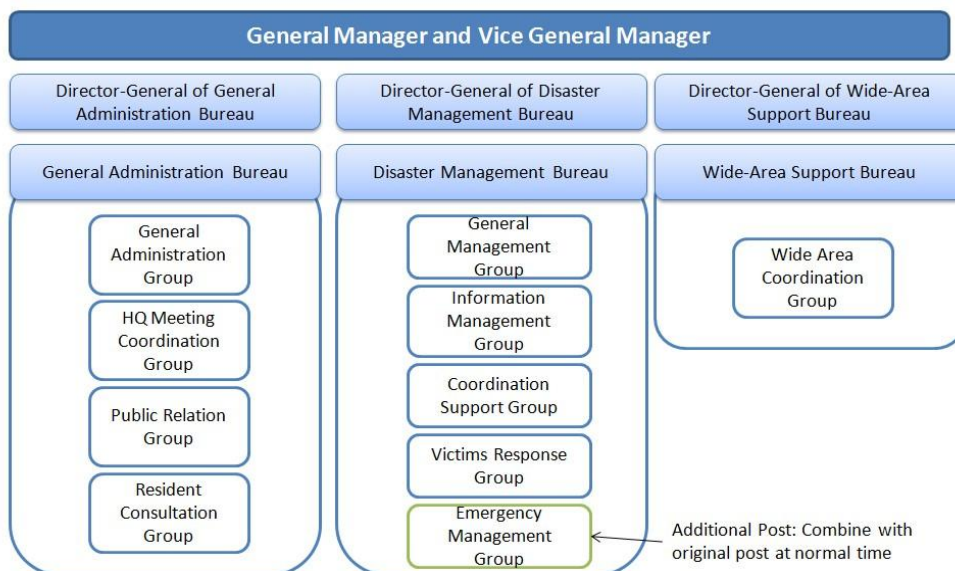 General Manager and Vice General Manager
Director-General of General
Administration Bureau
Director-General of Disaster
Management Bureau
Director-General of Wide-Area
Support Bureau
General Administration Bureau
Disaster Management Bureau
Wide-Area Support Bureau
General
Administration
Group
HQ Meeting
Coordination
Group
Public Relation
Group
Resident
Consultation
Group
General
Management
Group
Information
Management
Group
Coordination
Support Group
Victims Response
Group
Emergency
Management
Group
Wide Area
Coordination
Group
Additional Post: Combine with
original post at normal time